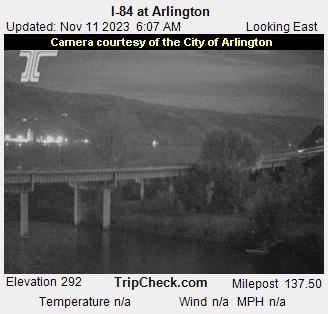 I-84 at Arlington
Updated: Nov 11 2023 6:07 AM Looking East
Camera courtesy of the City of Arlington
Elevation 292 TripCheck.com Milepost 137.50
Temperature n/a Wind n/a MPH n/a